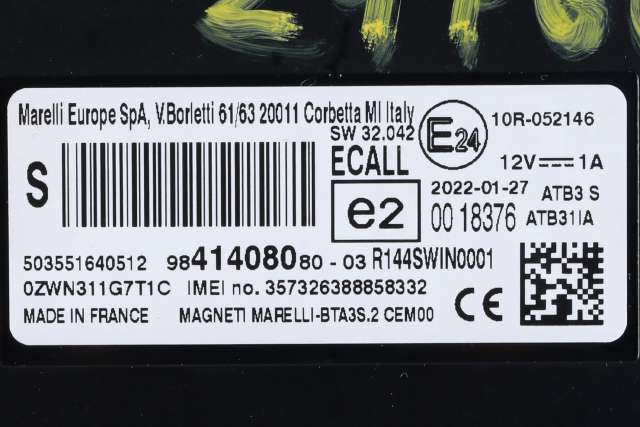 Marelli Europe SpA, V.Borletti 61/63 20011 Corbetta MI Italy
SW 32.042
E24
10R-052146
S
ECALL
12V⎓1A
e2
2022-01-27
ATB3 S
00 18376
ATB31IA
503551640512 9841408080-03 R144SWIN0001
0ZWN311G7T1C IMEI no. 357326388858332
CE
MADE IN FRANCE MAGNETI MARELLI-BTA3S.2 CEM00